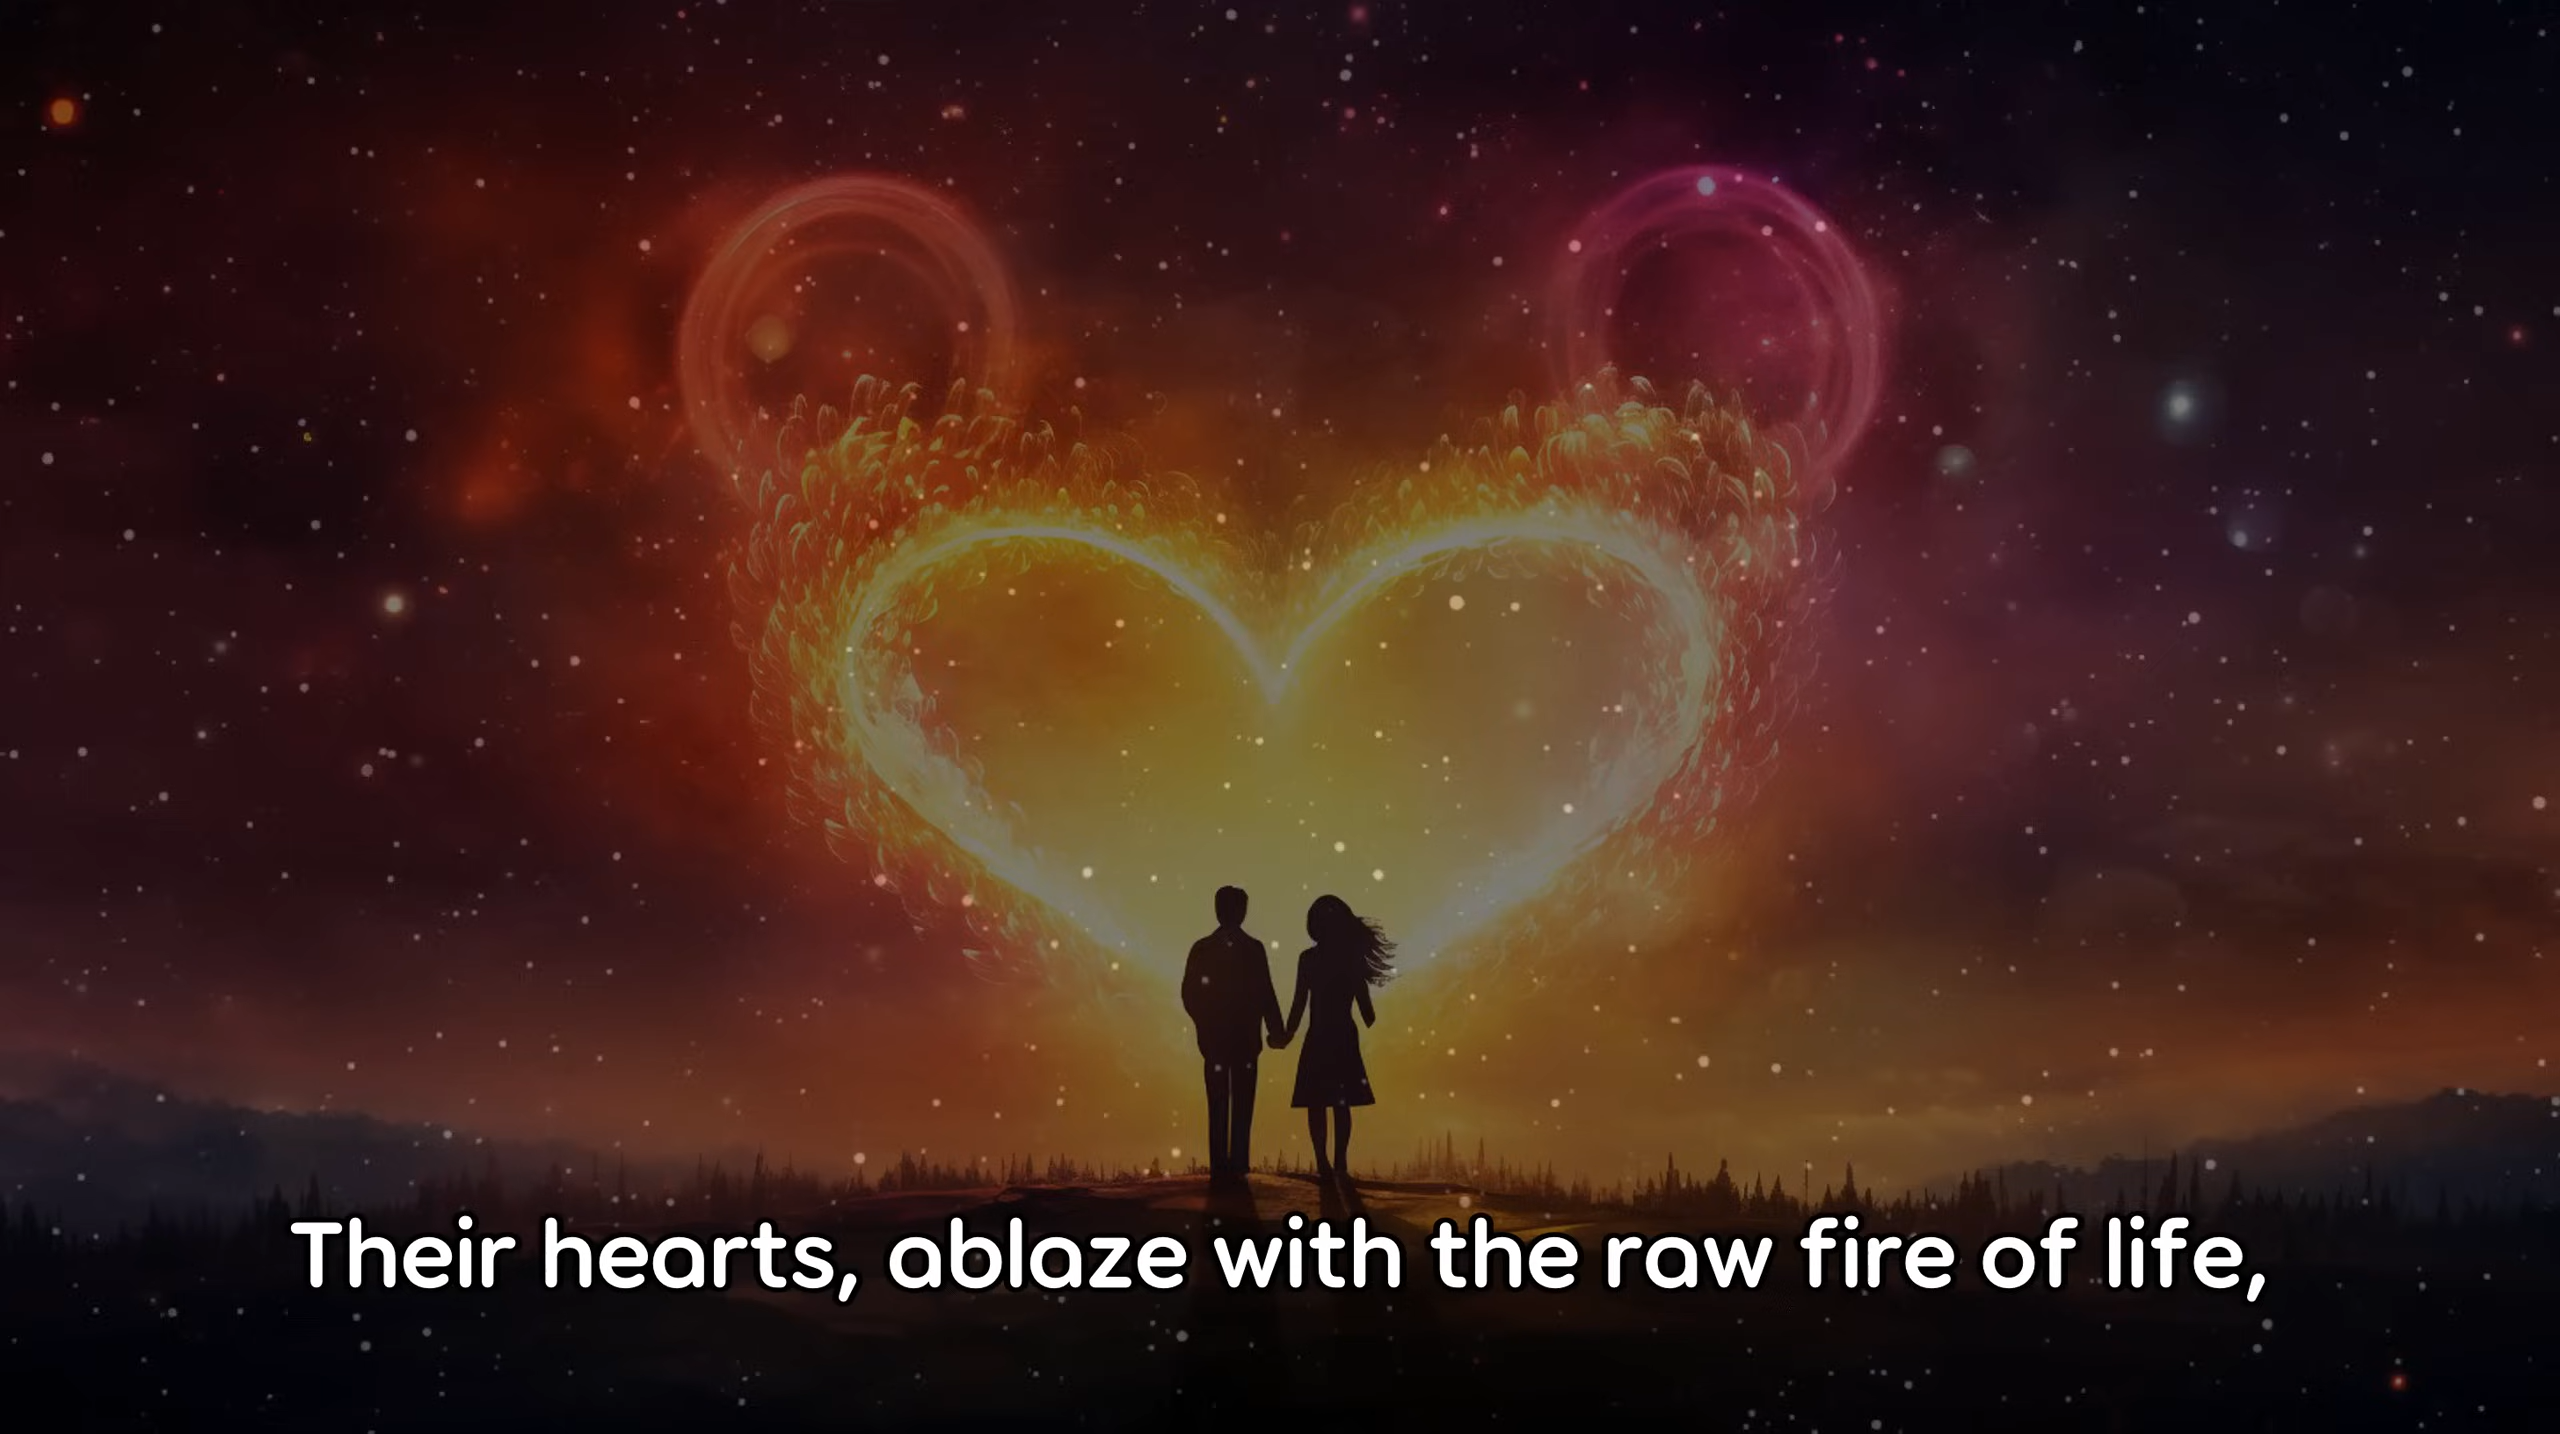 Their hearts, ablaze with the raw fire of life,